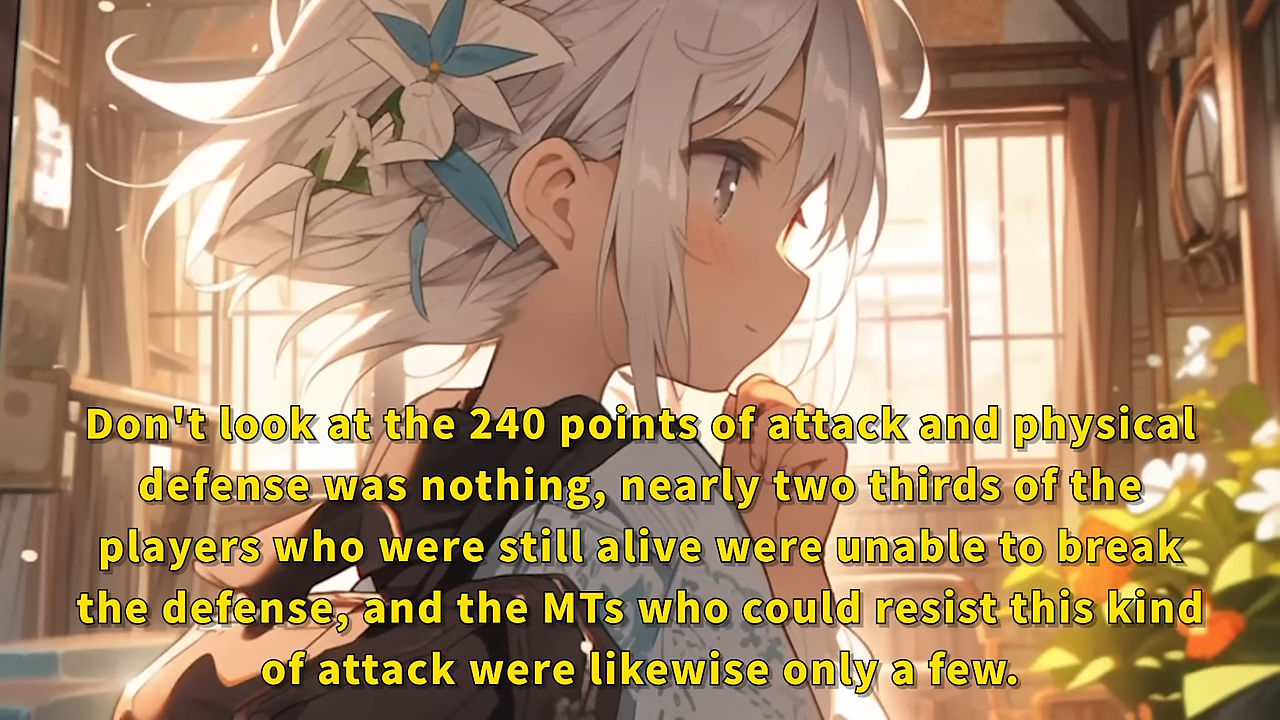 Don't look at the 240 points of attack and physical
defense was nothing, nearly two thirds of the
players who were still alive were unable to break
the defense, and the MTs who could resist this kind
of attack were likewise only a few.